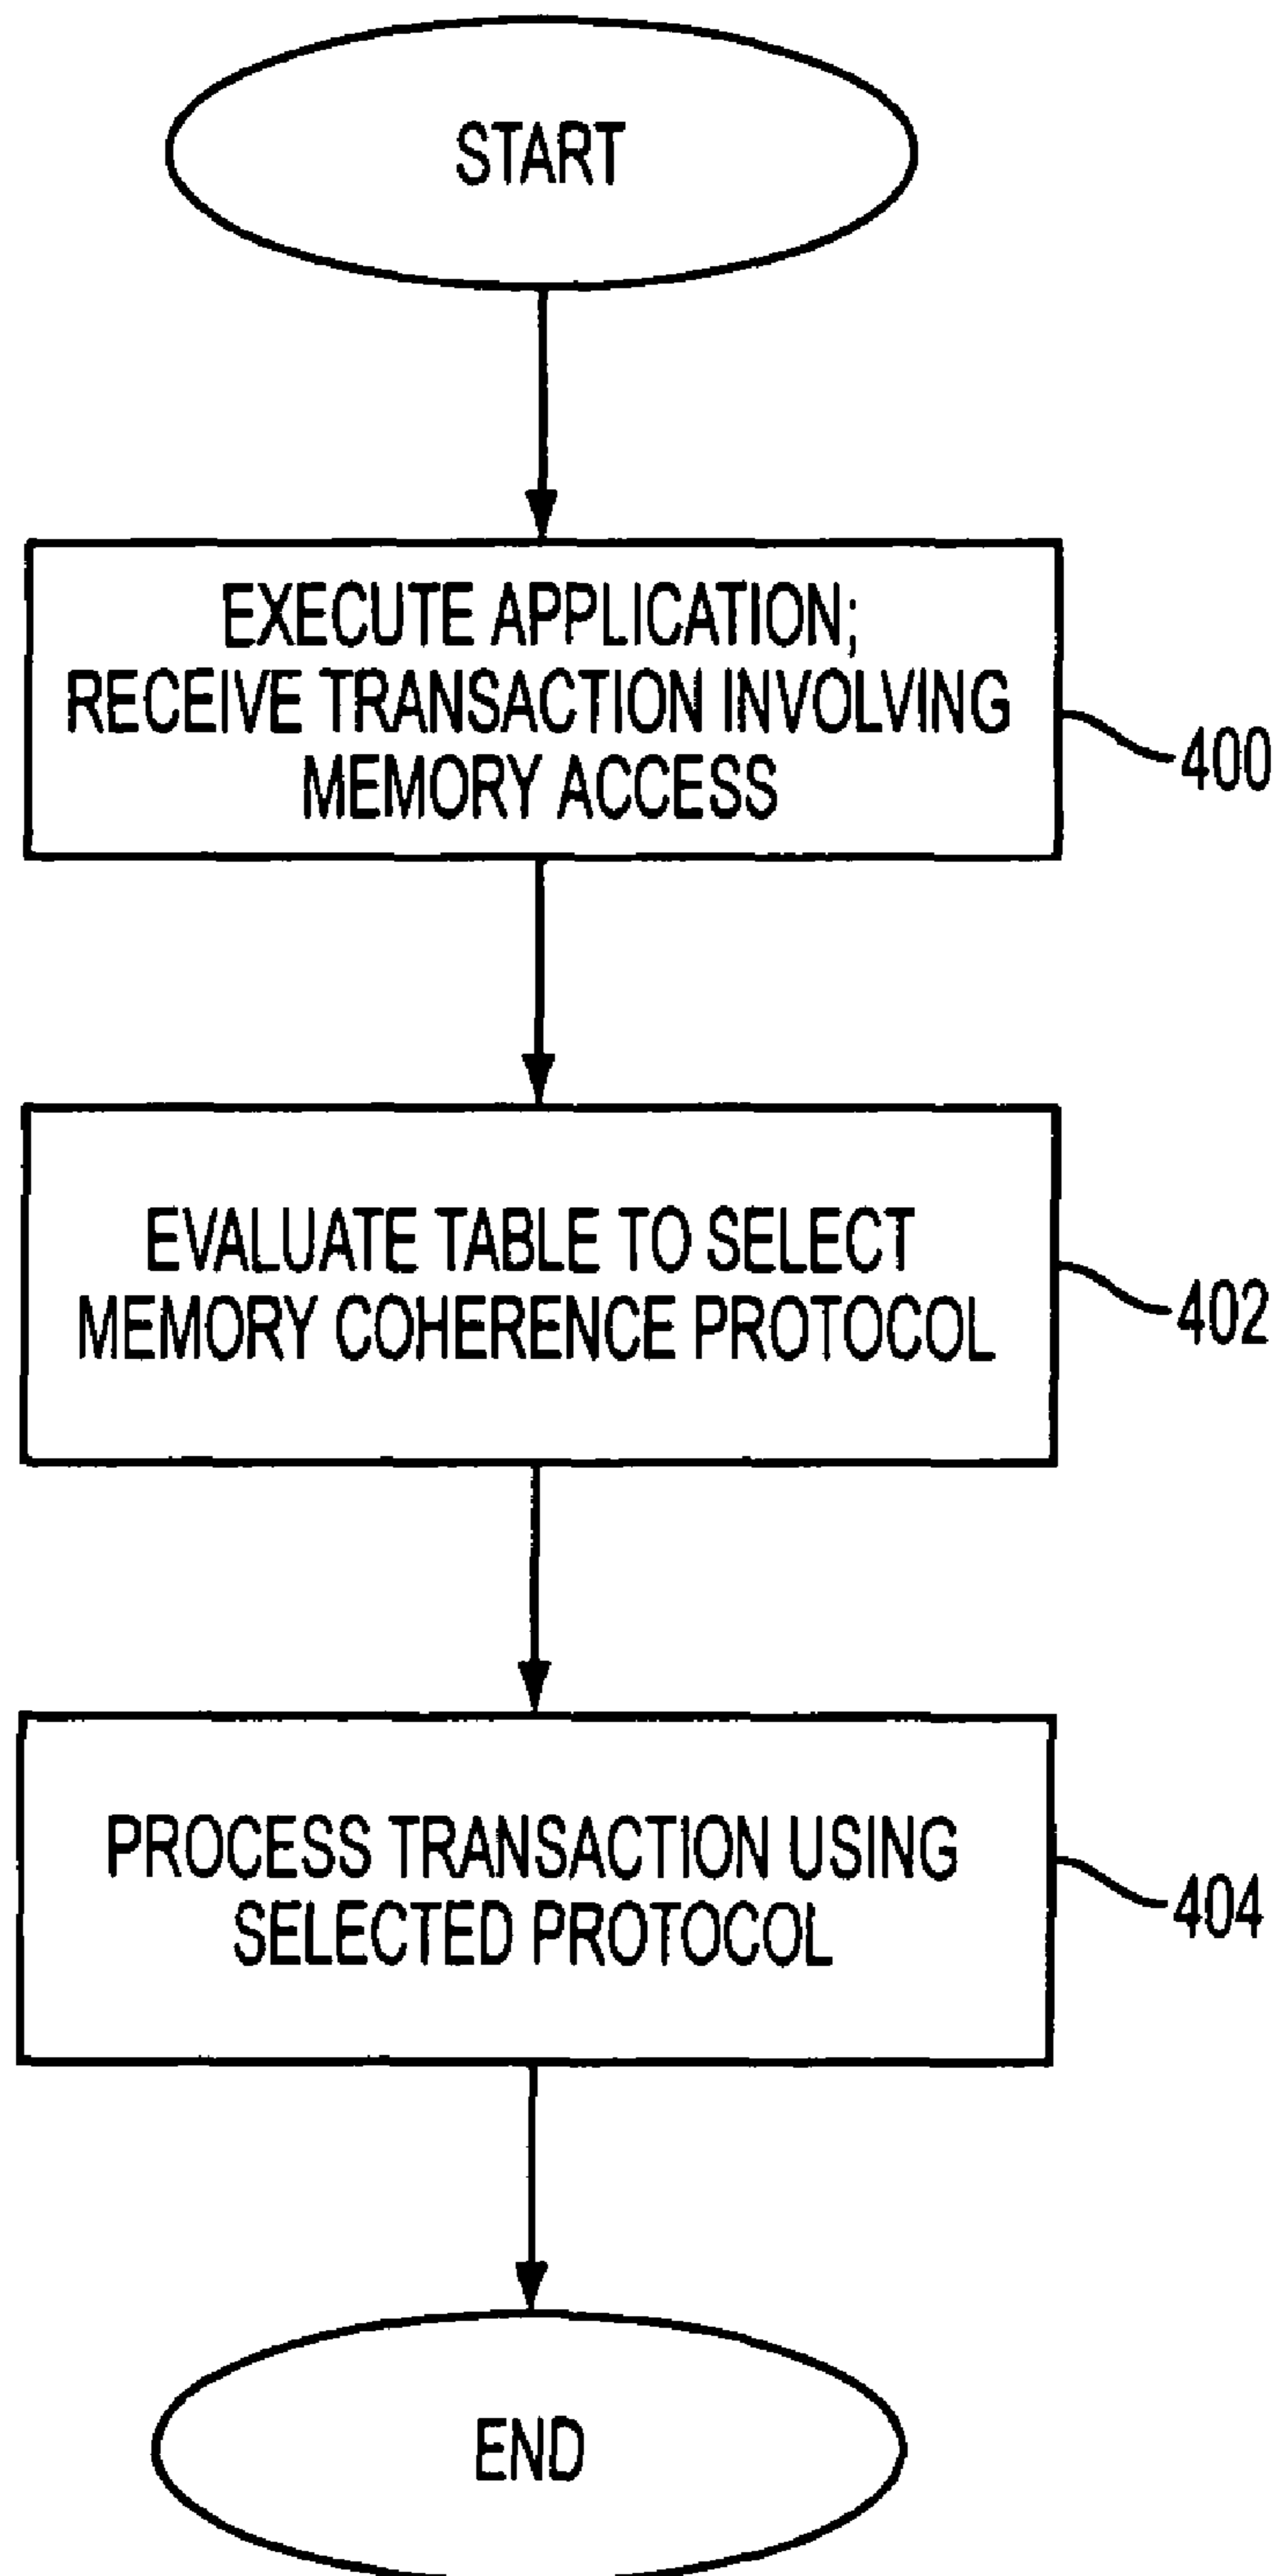 START
EXECUTE APPLICATION;
RECEIVE TRANSACTION INVOLVING
MEMORY ACCESS
400
EVALUATE TABLE TO SELECT
MEMORY COHERENCE PROTOCOL
402
PROCESS TRANSACTION USING
SELECTED PROTOCOL
404
END